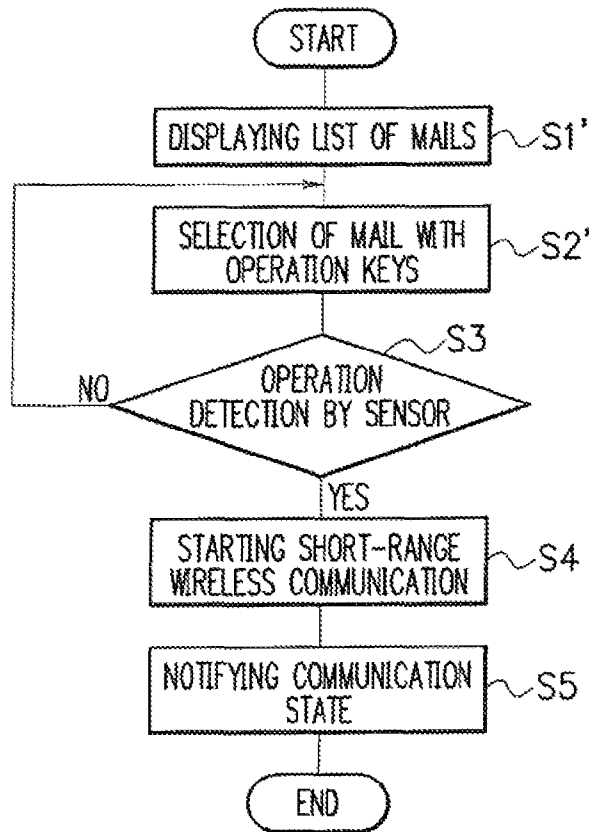 START
DISPLAYING LIST OF MAILS
S1'
SELECTION OF MAIL WITH
OPERATION KEYS
S2'
S3
OPERATION
DETECTION BY SENSOR
NO
YES
STARTING SHORT-RANGE
WIRELESS COMMUNICATION
S4
NOTIFYING COMMUNICATION
STATE
S5
END